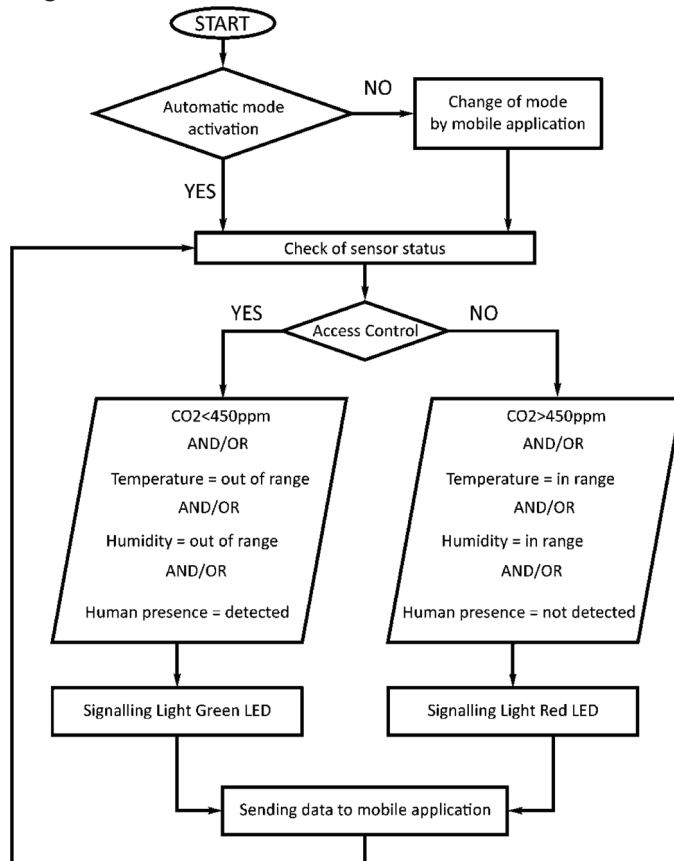 START
Automatic mode
activation
NO
Change of mode
by mobile application
YES
Check of sensor status
Access Control
YES
NO
CO2<450ppm
AND/OR
Temperature = out of range
AND/OR
Humidity = out of range
AND/OR
Human presence = detected
CO2>450ppm
AND/OR
Temperature = in range
AND/OR
Humidity = in range
AND/OR
Human presence = not detected
Signalling Light Green LED
Signalling Light Red LED
Sending data to mobile application